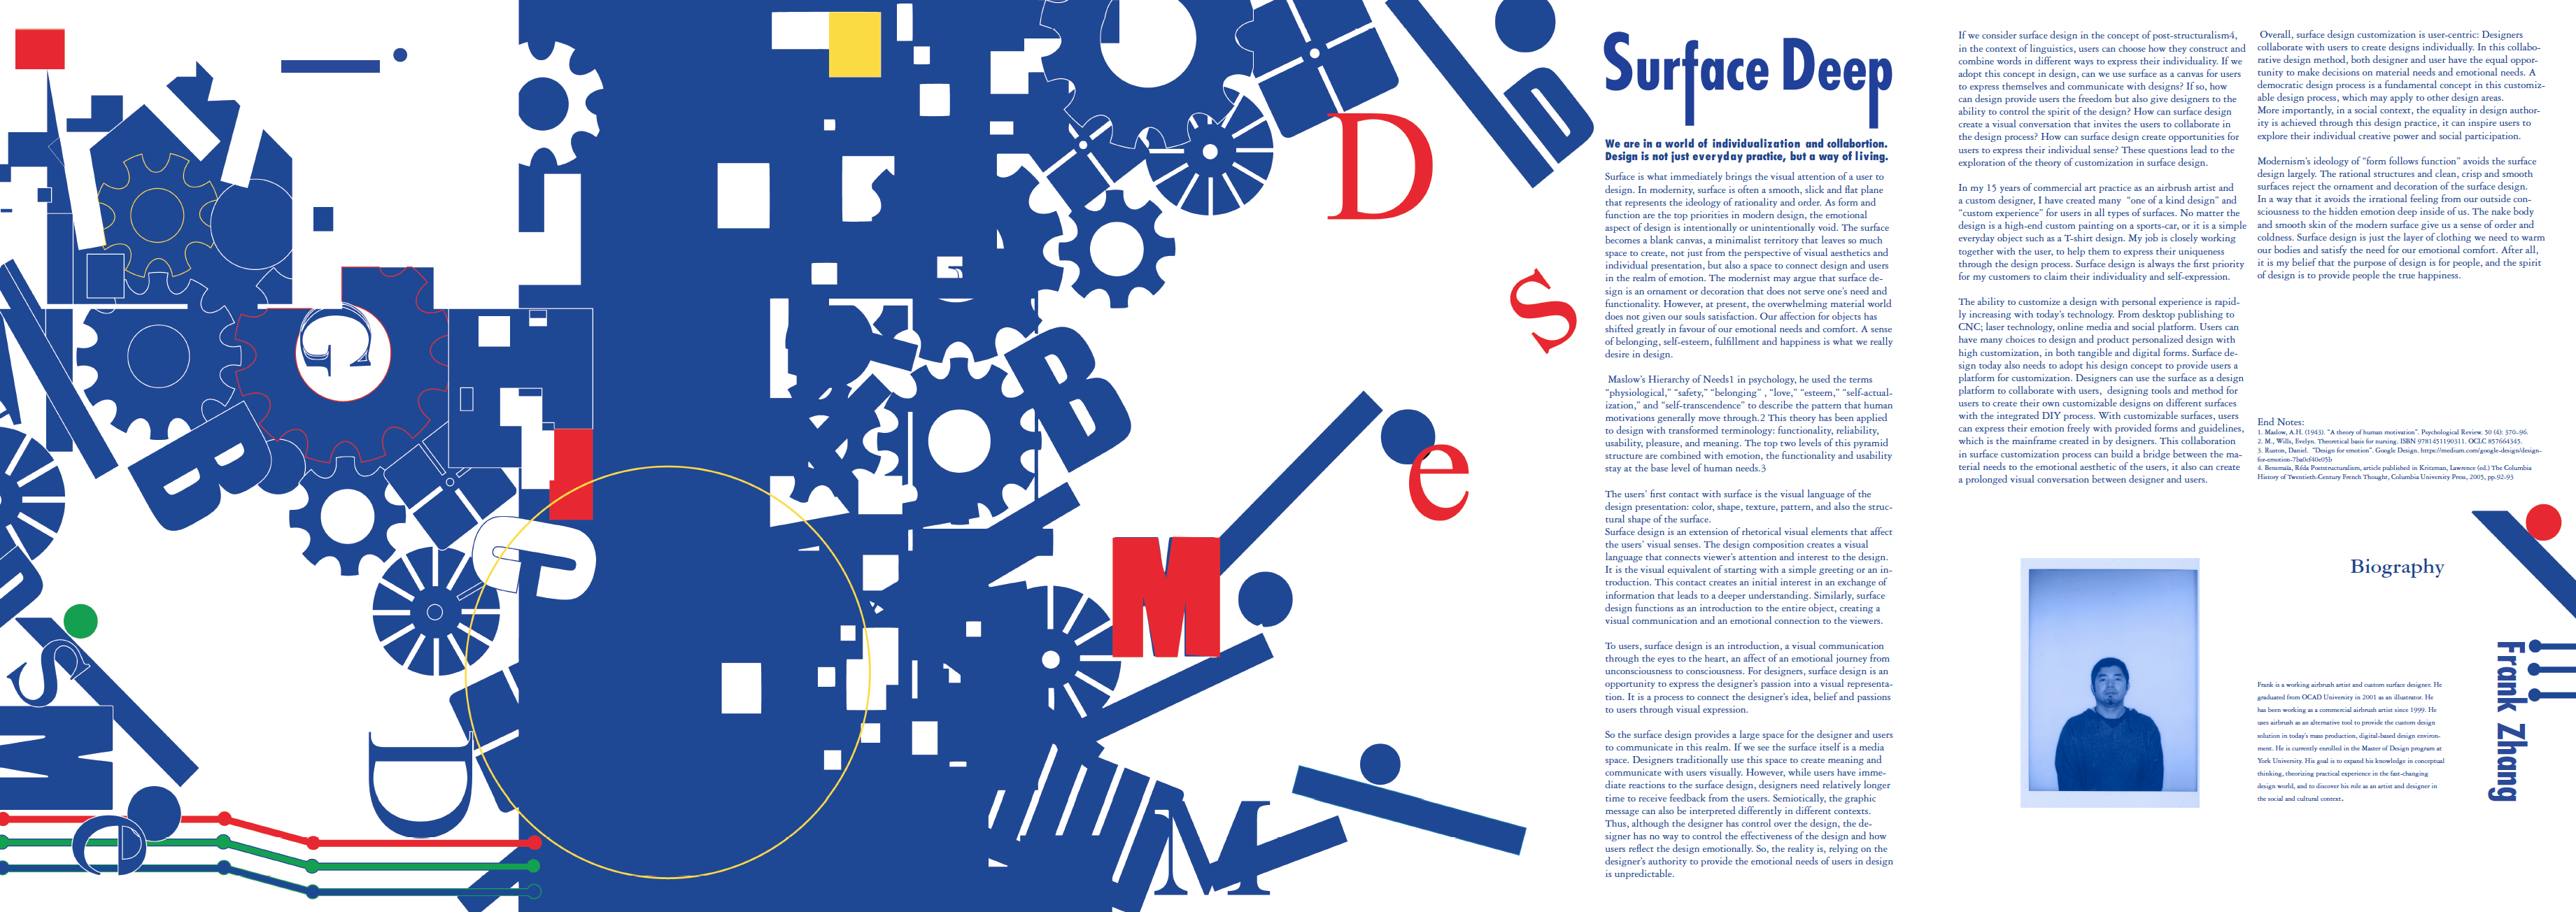 D
s
e
M
M
D
S
M
e
G
B
B
P
Surface Deep
We are in a world of individualization and collabortion.
Design is not just everyday practice, but a way of living.
Surface is what immediately brings the visual attention of a user to
design. In modernity, surface is often a smooth, slick and flat plane
that represents the ideology of rationality and order. As form and
function are the top priorities in modern design, the emotional
aspect of design is intentionally or unintentionally void. The surface
becomes a blank canvas, a minimalist territory that leaves so much
space to create, not just from the perspective of visual aesthetics and
individual presentation, but also a space to connect design and users
in the realm of emotion. The modernist may argue that surface de-
sign is an ornament or decoration that does not serve one's need and
functionality. However, at present, the overwhelming material world
does not given our souls satisfaction. Our affection for objects has
shifted greatly in favour of our emotional needs and comfort. A sense
of belonging, self-esteem, fulfillment and happiness is what we really
desire in design.
Maslow's Hierarchy of Needs1 in psychology, he used the terms
"physiological," "safety," "belonging" , "love," "esteem," "self-actual-
ization," and "self-transcendence" to describe the pattern that human
motivations generally move through.2 This theory has been applied
to design with transformed terminology: functionality, reliability,
usability, pleasure, and meaning. The top two levels of this pyramid
structure are combined with emotion, the functionality and usability
stay at the base level of human needs.3
The users' first contact with surface is the visual language of the
design presentation: color, shape, texture, pattern, and also the struc-
tural shape of the surface.
Surface design is an extension of rhetorical visual elements that affect
the users' visual senses. The design composition creates a visual
language that connects viewer's attention and interest to the design.
It is the visual equivalent of starting with a simple greeting or an in-
troduction. This contact creates an initial interest in an exchange of
information that leads to a deeper understanding. Similarly, surface
design functions as an introduction to the entire object, creating a
visual communication and an emotional connection to the viewers.
To users, surface design is an introduction, a visual communication
through the eyes to the heart, an affect of an emotional journey from
unconsciousness to consciousness. For designers, surface design is an
opportunity to express the designer's passion into a visual representa-
tion. It is a process to connect the designer's idea, belief and passions
to users through visual expression.
So the surface design provides a large space for the designer and users
to communicate in this realm. If we see the surface itself is a media
space. Designers traditionally use this space to create meaning and
communicate with users visually. However, while users have imme-
diate reactions to the surface design, designers need relatively longer
time to receive feedback from the users. Semiotically, the graphic
message can also be interpreted differently in different contexts.
Thus, although the designer has control over the design, the de-
signer has no way to control the effectiveness of the design and how
users reflect the design emotionally. So, the reality is, relying on the
designer's authority to provide the emotional needs of users in design
is unpredictable.
If we consider surface design in the concept of post-structuralism4,
in the context of linguistics, users can choose how they construct and
combine words in different ways to express their individuality. If we
adopt this concept in design, can we use surface as a canvas for users
to express themselves and communicate with designs? If so, how
can design provide users the freedom but also give designers to the
ability to control the spirit of the design? How can surface design
create a visual conversation that invites the users to collaborate in
the design process? How can surface design create opportunities for
users to express their individual sense? These questions lead to the
exploration of the theory of customization in surface design.
In my 15 years of commercial art practice as an airbrush artist and
a custom designer, I have created many "one of a kind design" and
"custom experience" for users in all types of surfaces. No matter the
design is a high-end custom painting on a sports-car, or it is a simple
everyday object such as a T-shirt design. My job is closely working
together with the user, to help them to express their uniqueness
through the design process. Surface design is always the first priority
for my customers to claim their individuality and self-expression.
The ability to customize a design with personal experience is rapid-
ly increasing with today's technology. From desktop publishing to
CNC; laser technology, online media and social platform. Users can
have many choices to design and product personalized design with
high customization, in both tangible and digital forms. Surface de-
sign today also needs to adopt his design concept to provide users a
platform for customization. Designers can use the surface as a design
platform to collaborate with users, designing tools and method for
users to create their own customizable designs on different surfaces
with the integrated DIY process. With customizable surfaces, users
can express their emotion freely with provided forms and guidelines,
which is the mainframe created in by designers. This collaboration
in surface customization process can build a bridge between the ma-
terial needs to the emotional aesthetic of the users, it also can create
a prolonged visual conversation between designer and users.
Overall, surface design customization is user-centric: Designers
collaborate with users to create designs individually. In this collabo-
rative design method, both designer and user have the equal oppor-
tunity to make decisions on material needs and emotional needs. A
democratic design process is a fundamental concept in this customiz-
able design process, which may apply to other design areas.
More importantly, in a social context, the equality in design author-
ity is achieved through this design practice, it can inspire users to
explore their individual creative power and social participation.
Modernism's ideology of "form follows function" avoids the surface
design largely. The rational structures and clean, crisp and smooth
surfaces reject the ornament and decoration of the surface design.
In a way that it avoids the irrational feeling from our outside con-
sciousness to the hidden emotion deep inside of us. The nake body
and smooth skin of the modern surface give us a sense of order and
coldness. Surface design is just the layer of clothing we need to warm
our bodies and satisfy the need for our emotional comfort. After all,
it is my belief that the purpose of design is for people, and the spirit
of design is to provide people the true happiness.
End Notes:
1. Maslow, A.H. (1943). "A theory of human motivation". Psychological Review. 50 (4): 370–96.
2. M., Wills, Evelyn. Theoretical basis for nursing. ISBN 9781451190311. OCLC 857664345.
3. Ruston, Daniel. "Design for emotion". Google Design. https://medium.com/google-design/design-
for-emotion-7ba0cf40e05b
4. Bensmaïa, Réda Poststructuralism, article published in Kritzman, Lawrence (ed.) The Columbia
History of Twentieth-Century French Thought, Columbia University Press, 2005, pp.92-93
Biography
Frank Zhang
Frank is a working airbrush artist and custom surface designer. He
graduated from OCAD University in 2001 as an illustrator. He
has been working as a commercial airbrush artist since 1999. He
uses airbrush as an alternative tool to provide the custom design
solution in today's mass production, digital-based design environ-
ment. He is currently enrolled in the Master of Design program at
York University. His goal is to expand his knowledge in conceptual
thinking, theorizing practical experience in the fast-changing
design world, and to discover his role as an artist and designer in
the social and cultural context.